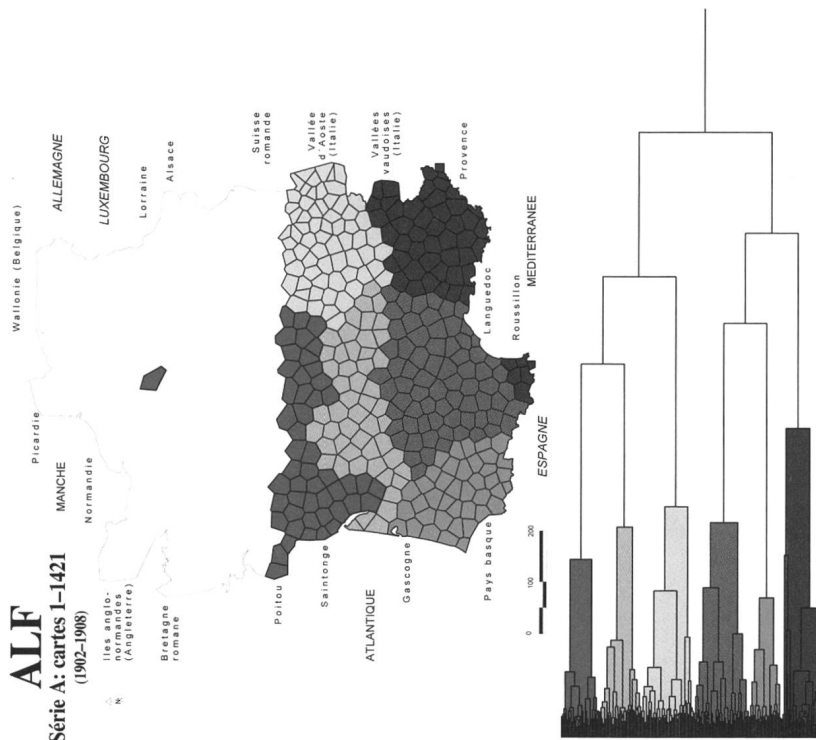 ALF
Série A: cartes 1–1421
(1902–1908)
N
Wallonie (Belgique)
Picardie
ALLEMAGNE
MANCHE
LUXEMBOURG
Normandie
Lorraine
Alsace
Iles anglo-
normandes
(Angleterre)
Bretagne
romane
Suisse
romande
Poitou
Vallée
d'Aoste
(Italie)
Saintonge
Vallées
vaudoises
(Italie)
ATLANTIQUE
Gascogne
Provence
Languedoc
Pays basque
Roussillon
MEDITERRANEE
ESPAGNE
0
100
200